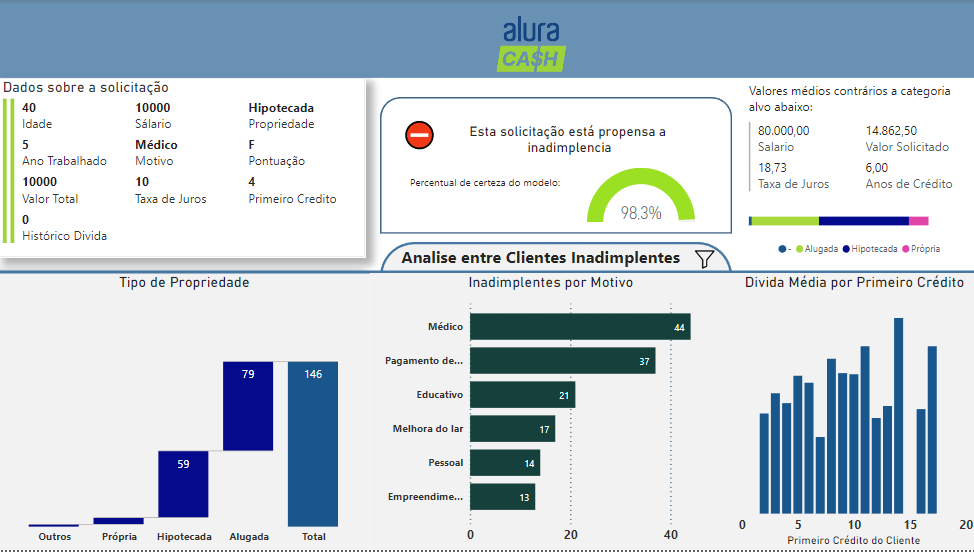 alura
CA$H
Dados sobre a solicitação
40 10000 Hipotecada
Idade Sálario Propriedade
5 Médico F
Ano Trabalhado Motivo Pontuação
10000 10 4
Valor Total Taxa de Juros Primeiro Credito
0
Histórico Divida
Esta solicitação está propensa a
inadimplencia
Percentual de certeza do modelo:
98.3%
Valores médios contrários a categoria
alvo abaixo:
80.000,00 14.862,50
Salario Valor Solicitado
18,73 6,00
Taxa de Juros Anos de Crédito
- Alugada Hipotecada Própria
Analise entre Clientes Inadimplentes
Tipo de Propriedade
59
79
146
Outros Própria Hipotecada Alugada Total
Inadimplentes por Motivo
Médico 44
Pagamento de... 37
Educativo 21
Melhora do lar 17
Pessoal 14
Empreendime... 13
0 20 40
Divida Média por Primeiro Crédito
0 5 10 15 20
Primeiro Crédito do Cliente